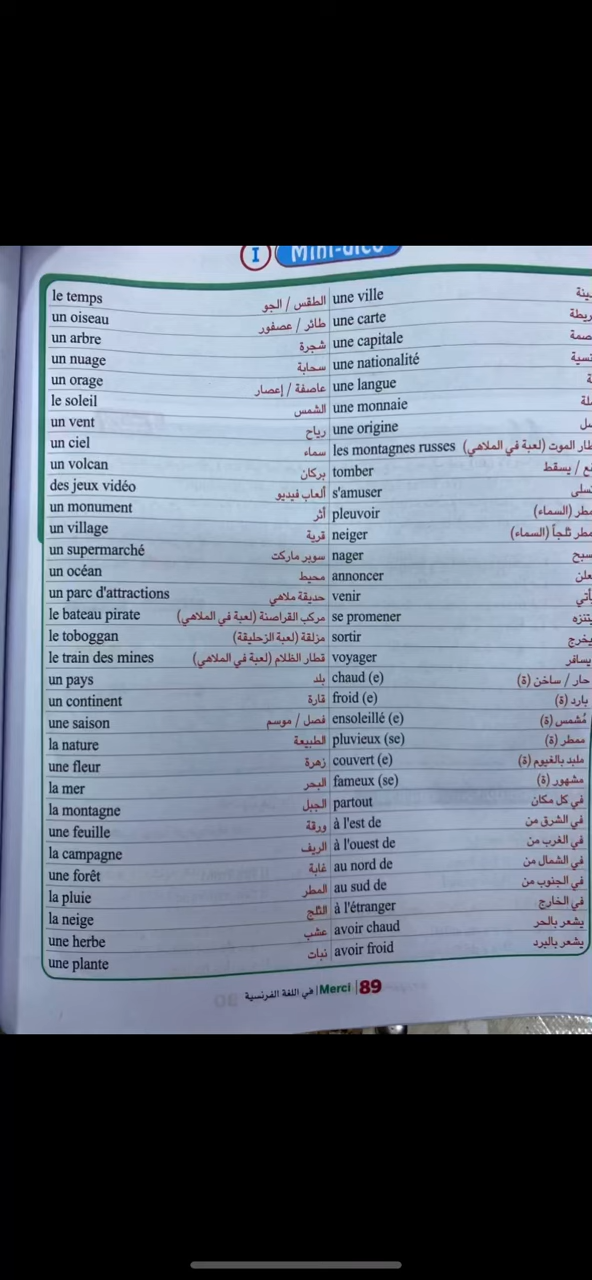 I Mini-dico
le temps الطقس / الجو
un oiseau طائر / عصفور
un arbre شجرة
un nuage سحابة
un orage عاصفة / إعصار
le soleil الشمس
un vent رياح
un ciel سماء
un volcan بركان
des jeux vidéo ألعاب فيديو
un monument أثر
un village قرية
un supermarché سوبر ماركت
un océan محيط
un parc d'attractions حديقة ملاهي
le bateau pirate مركب القراصنة (لعبة في الملاهي)
le toboggan مزلقة (لعبة الزحليقة)
le train des mines قطار الظلام (لعبة في الملاهي)
un pays بلد
un continent قارة
une saison فصل / موسم
la nature الطبيعة
une fleur زهرة
la mer البحر
la montagne الجبل
une feuille ورقة
la campagne الريف
une forêt غابة
la pluie المطر
la neige الثلج
une herbe عشب
une plante نبات
une ville
une carte
une capitale
une nationalité
une langue
une monnaie
une origine
les montagnes russes الموت (لعبة في الملاهي)
tomber / يسقط
s'amuser
pleuvoir (السماء)
neiger ثلجاً (السماء)
nager
annoncer
venir
se promener
sortir
voyager يسافر
chaud (e) حار / ساخن (ة)
froid (e) بارد (ة)
ensoleillé (e) مُشمس (ة)
pluvieux (se) ممطر (ة)
couvert (e) ملبد بالغيوم (ة)
fameux (se) مشهور (ة)
partout في كل مكان
à l'est de في الشرق من
à l'ouest de في الغرب من
au nord de في الشمال من
au sud de في الجنوب من
à l'étranger في الخارج
avoir chaud يشعر بالحر
avoir froid يشعر بالبرد
في اللغة الفرنسية | Merci | 89